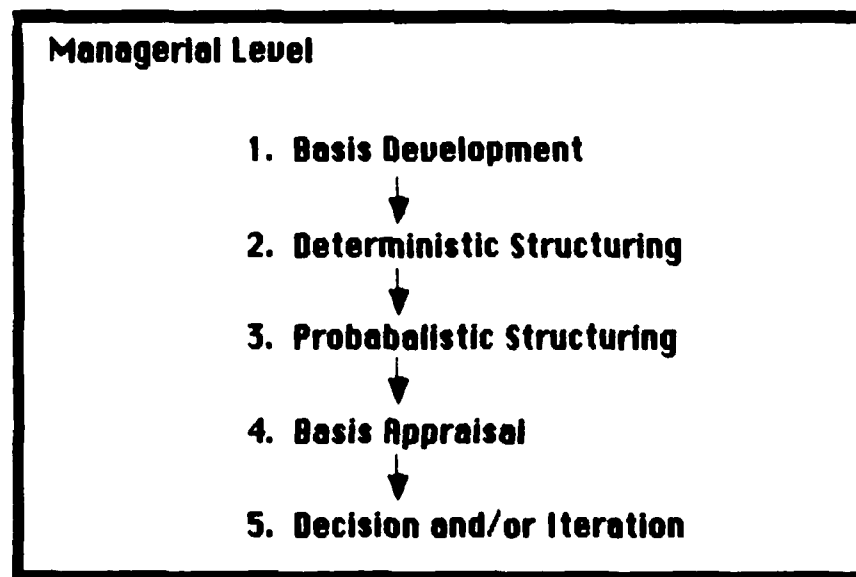 Managerial Level
1. Basis Development
2. Deterministic Structuring
3. Probabalistic Structuring
4. Basis Appraisal
5. Decision and/or Iteration